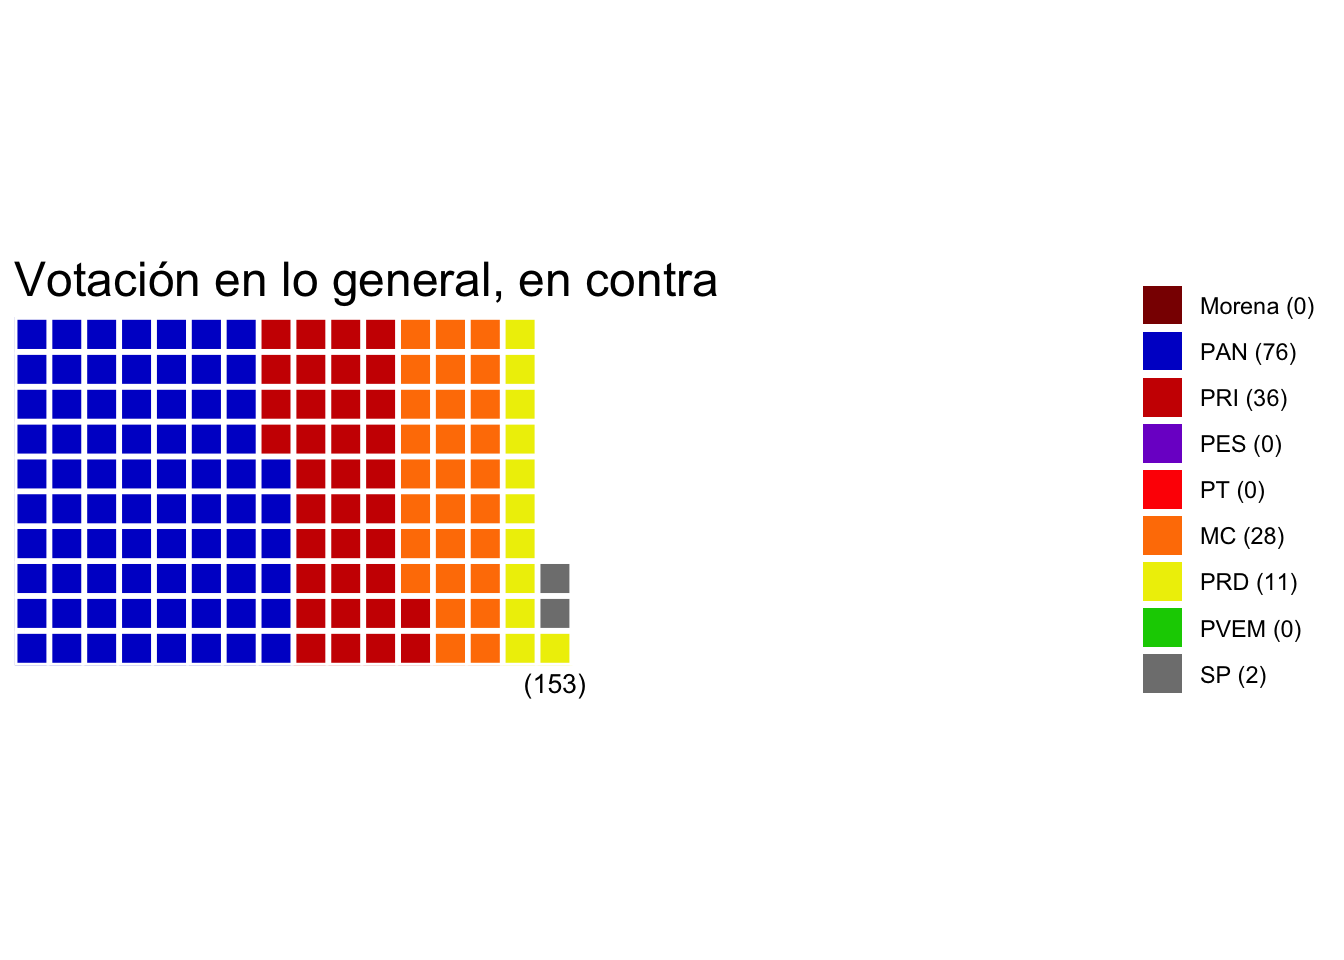 Votación en lo general, en contra
Morena (0)
PAN (76)
PRI (36)
PES (0)
PT (0)
MC (28)
PRD (11)
PVEM (0)
SP (2)
(153)